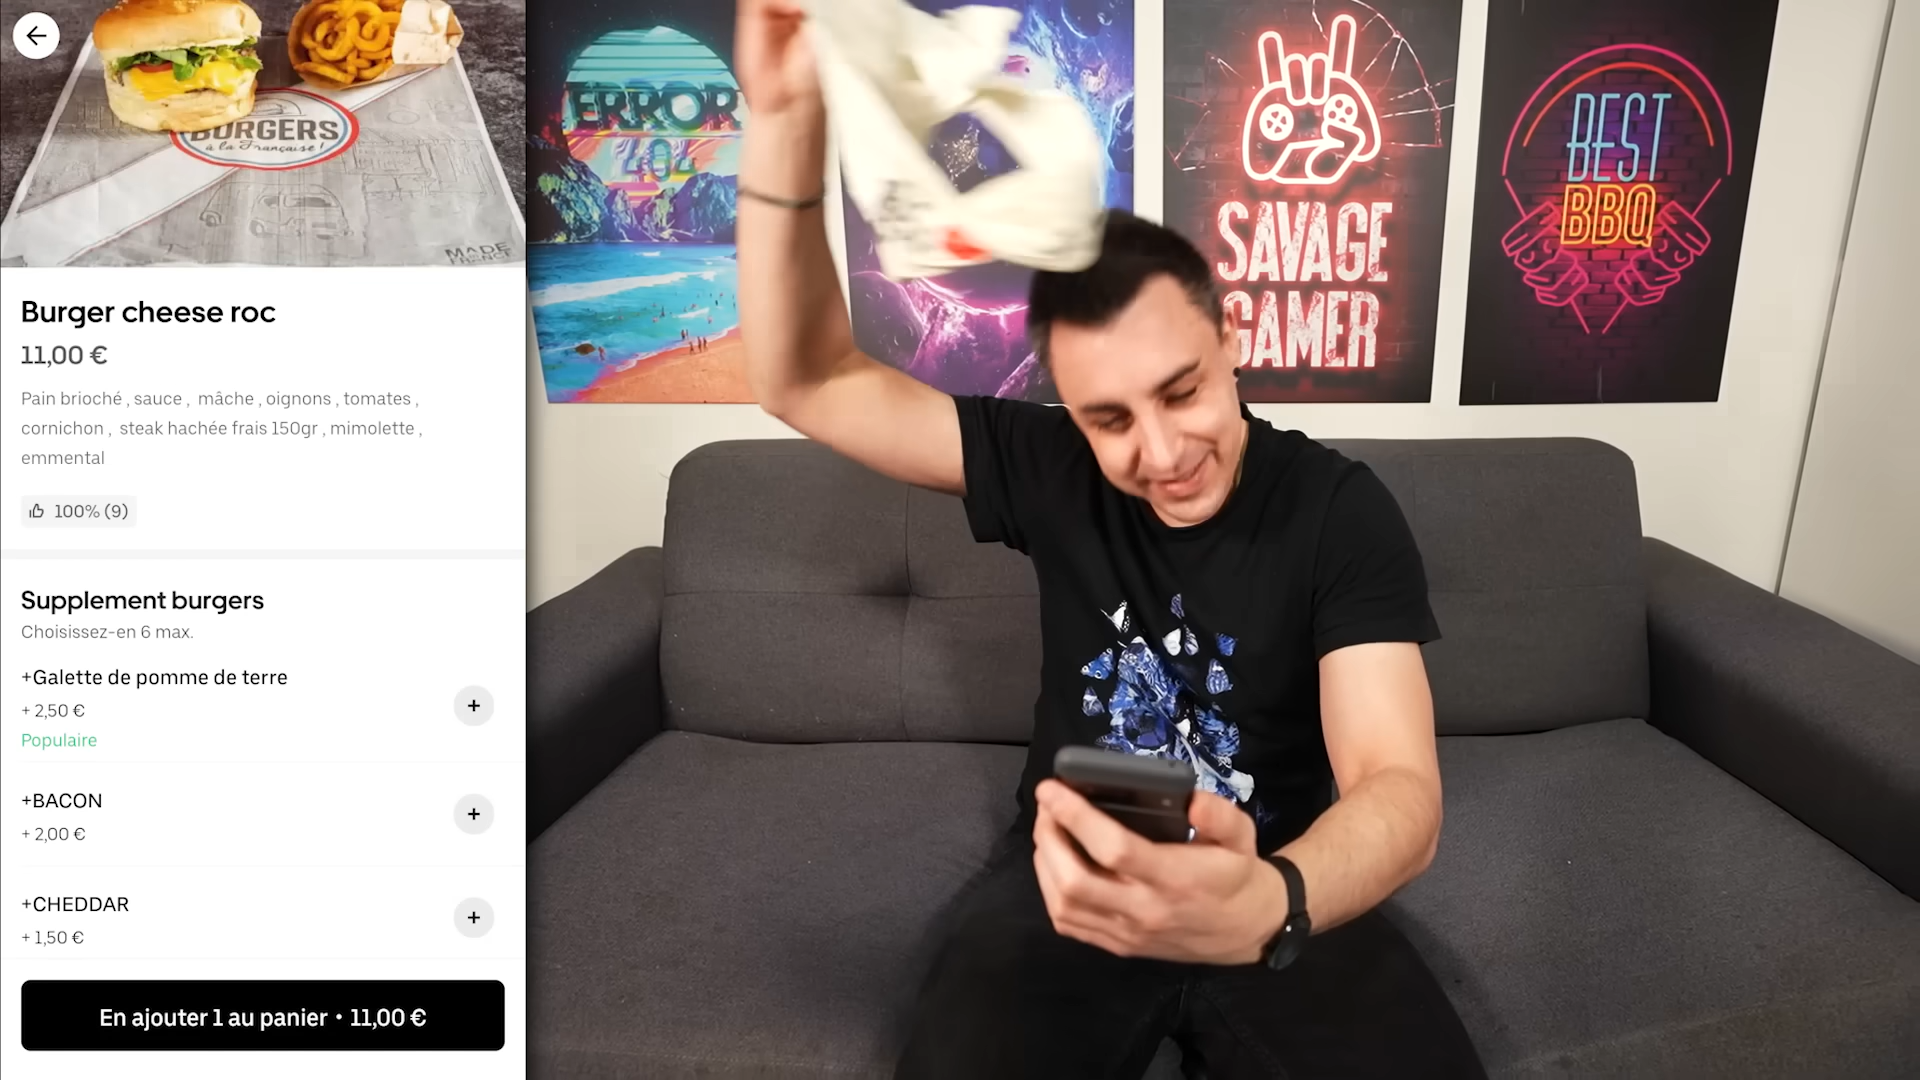 BURGERS
à la Française !
MADE
FRANCE
Burger cheese roc
11,00 €
Pain brioché , sauce , mâche , oignons , tomates ,
cornichon , steak hachée frais 150gr , mimolette ,
emmental
100% (9)
Supplement burgers
Choisissez-en 6 max.
+Galette de pomme de terre
+ 2,50 €
Populaire
+BACON
+ 2,00 €
+CHEDDAR
+ 1,50 €
En ajouter 1 au panier • 11,00 €
ERROR
404
SAVAGE
GAMER
BEST
BBQ